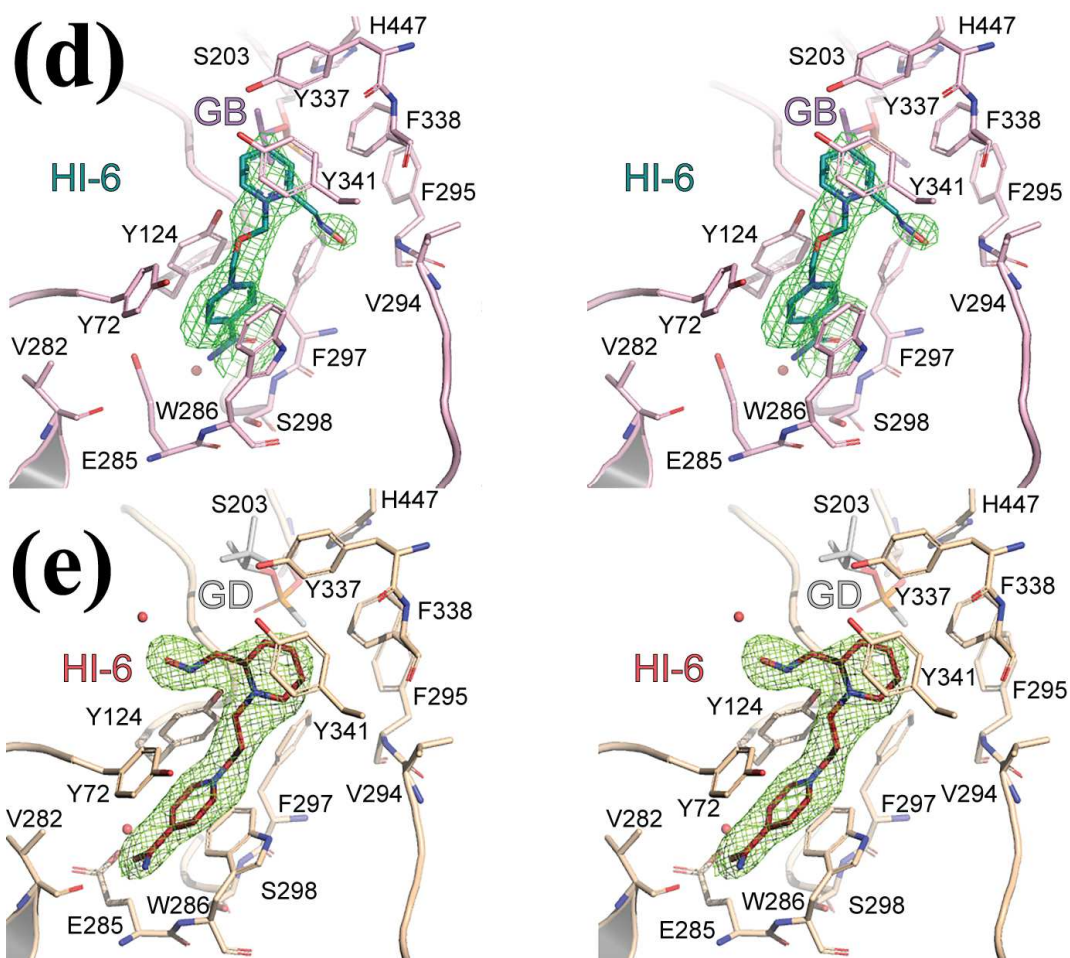 (d)
H447
S203
Y337
GB
F338
HI-6
Y341
F295
Y124
Y72
V294
V282
F297
W286
S298
E285
H447
S203
Y337
GB
F338
HI-6
Y341
F295
Y124
Y72
V294
V282
F297
W286
S298
E285
(e)
H447
S203
Y337
GD
F338
HI-6
F295
Y124
Y341
Y72
V294
F297
V282
S298
W286
E285
H447
S203
Y337
GD
F338
HI-6
Y341
F295
Y124
Y72
V294
F297
V282
S298
W286
E285